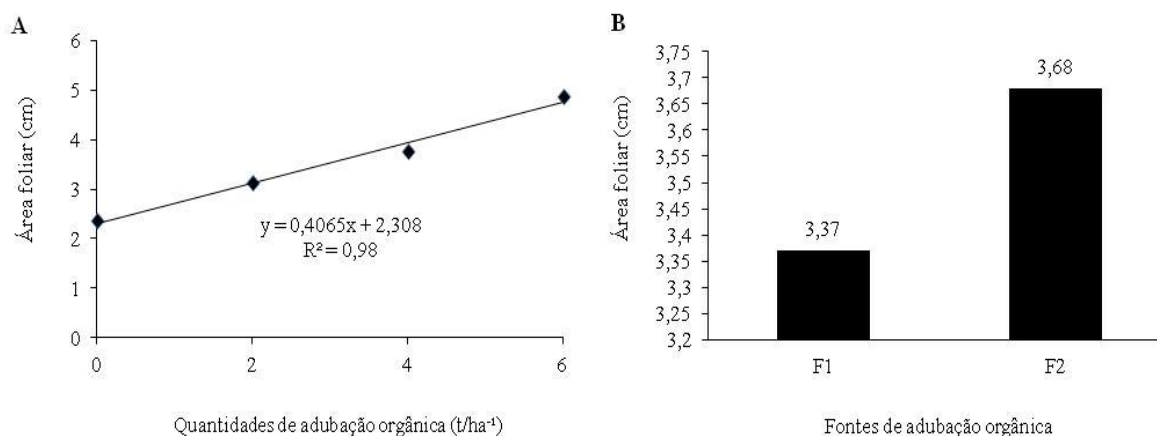 A
Área foliar (cm)
6
5
4
3
2
1
0
y = 0,4065x + 2,308
R² = 0,98
0 2 4 6
Quantidades de adubação orgânica (t/ha⁻¹)
B
Área foliar (cm)
3,75
3,7
3,65
3,6
3,55
3,5
3,45
3,4
3,35
3,3
3,25
3,2
3,37
3,68
F1 F2
Fontes de adubação orgânica